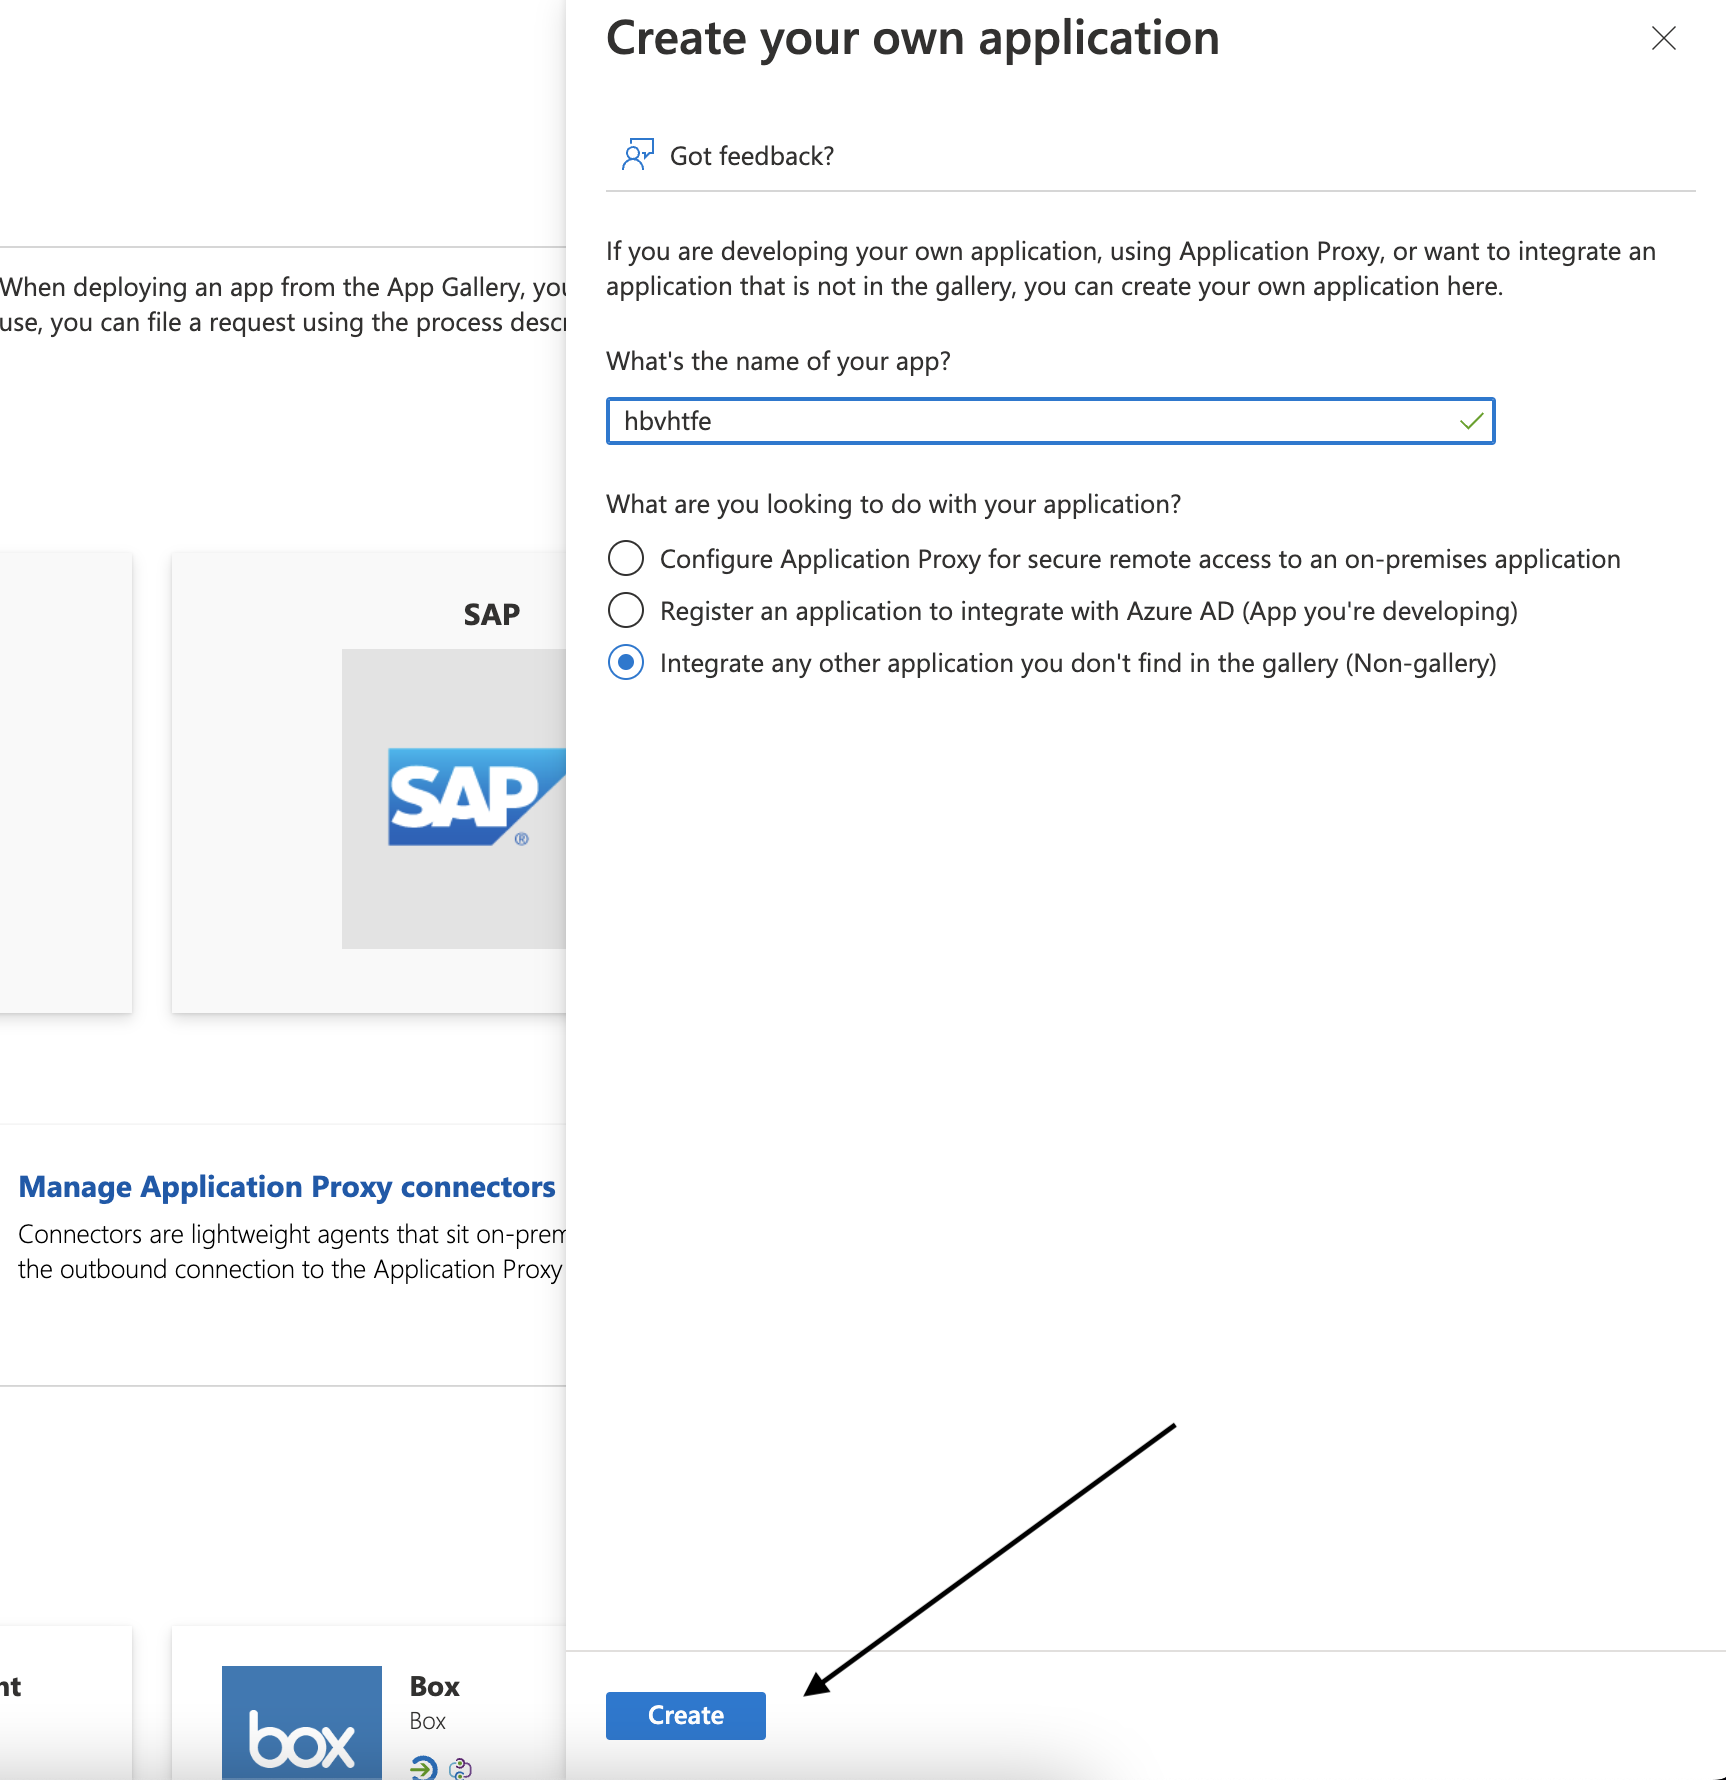 Create your own application
Got feedback?
If you are developing your own application, using Application Proxy, or want to integrate an
application that is not in the gallery, you can create your own application here.
What's the name of your app?
hbvhtfe
What are you looking to do with your application?
Configure Application Proxy for secure remote access to an on-premises application
Register an application to integrate with Azure AD (App you're developing)
Integrate any other application you don't find in the gallery (Non-gallery)
Create
When deploying an app from the App Gallery, you
use, you can file a request using the process descr
SAP
SAP
®
Manage Application Proxy connectors
Connectors are lightweight agents that sit on-prem
the outbound connection to the Application Proxy
nt
box
Box
Box